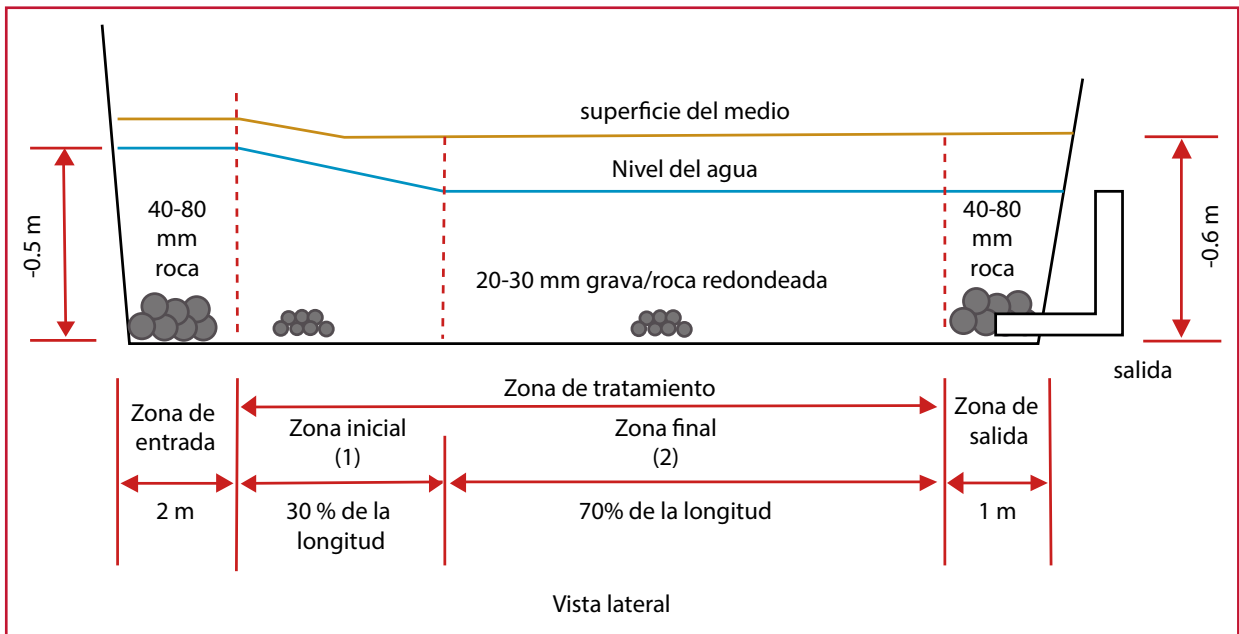 superficie del medio
Nivel del agua
-0.5 m
40-80
mm
roca
20-30 mm grava/roca redondeada
40-80
mm
roca
-0.6 m
salida
Zona de tratamiento
Zona de
entrada
Zona inicial
(1)
Zona final
(2)
Zona de
salida
2 m
30 % de la
longitud
70% de la longitud
1 m
Vista lateral